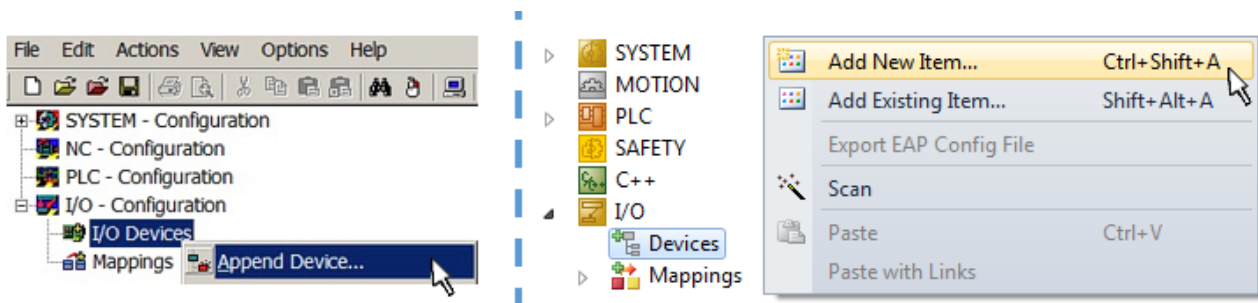 File Edit Actions View Options Help
SYSTEM - Configuration
NC - Configuration
PLC - Configuration
I/O - Configuration
I/O Devices
Mappings
Append Device...
SYSTEM
MOTION
PLC
SAFETY
C++
I/O
Devices
Mappings
Add New Item... Ctrl+Shift+A
Add Existing Item... Shift+Alt+A
Export EAP Config File
Scan
Paste Ctrl+V
Paste with Links